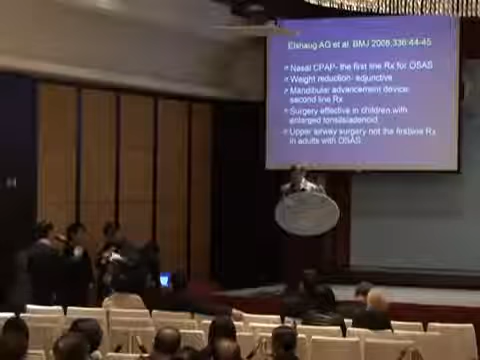 Elshaug AG et al. BMJ 2008;336:44-45
Nasal CPAP- the first line Rx for OSAS
Weight reduction- adjunctive
Mandibular advancement device:
second line Rx
Surgery effective in children with
enlarged tonsils/adenoid
Upper airway surgery not the firstline Rx
in adults with OSAS